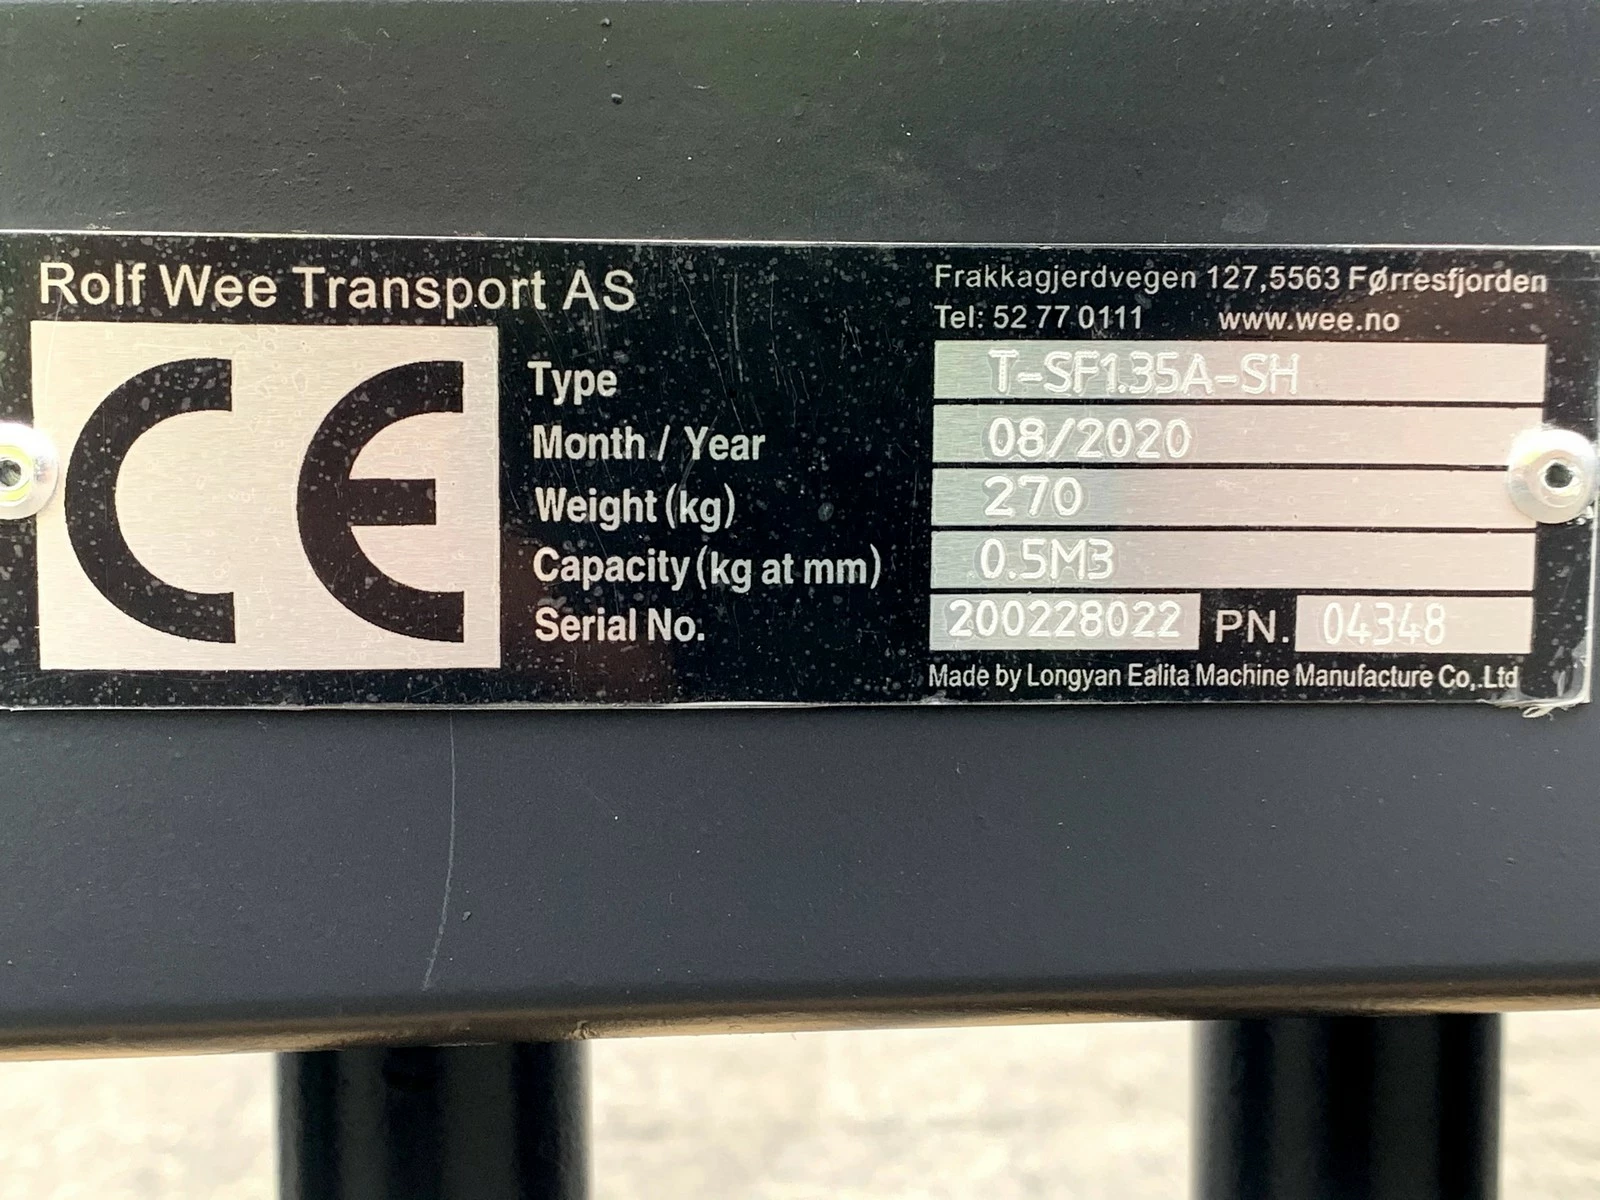 Rolf Wee Transport AS
Frakkagjerdvegen 127,5563 Førresfjorden
Tel: 52 77 0111 www.wee.no
CE
Type T-SF1.35A-SH
Month / Year 08/2020
Weight (kg) 270
Capacity (kg at mm) 0.5M3
Serial No. 200228022 PN. 04348
Made by Longyan Ealita Machine Manufacture Co,.Ltd